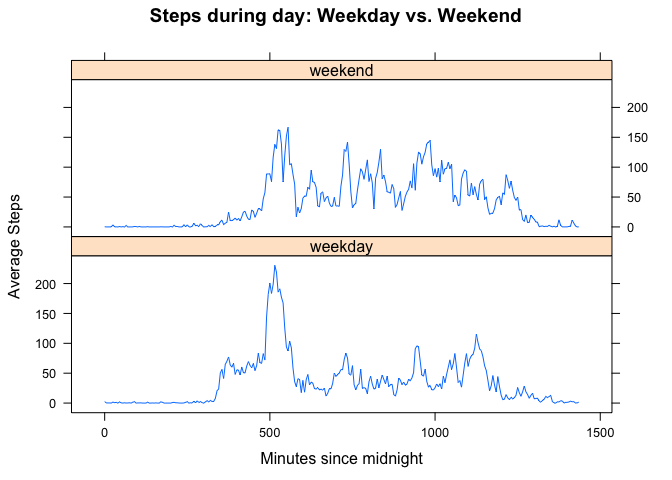 Steps during day: Weekday vs. Weekend
weekend
200
150
100
50
0
Average Steps
weekday
200
150
100
50
0
0 500 1000 1500
Minutes since midnight